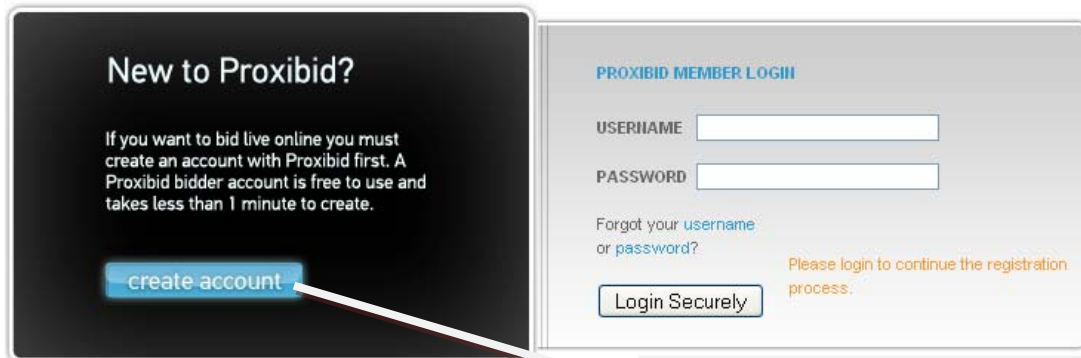 New to Proxibid?
If you want to bid live online you must
create an account with Proxibid first. A
Proxibid bidder account is free to use and
takes less than 1 minute to create.
create account
PROXIBID MEMBER LOGIN
USERNAME
PASSWORD
Forgot your username
or password?
Please login to continue the registration
process.
Login Securely